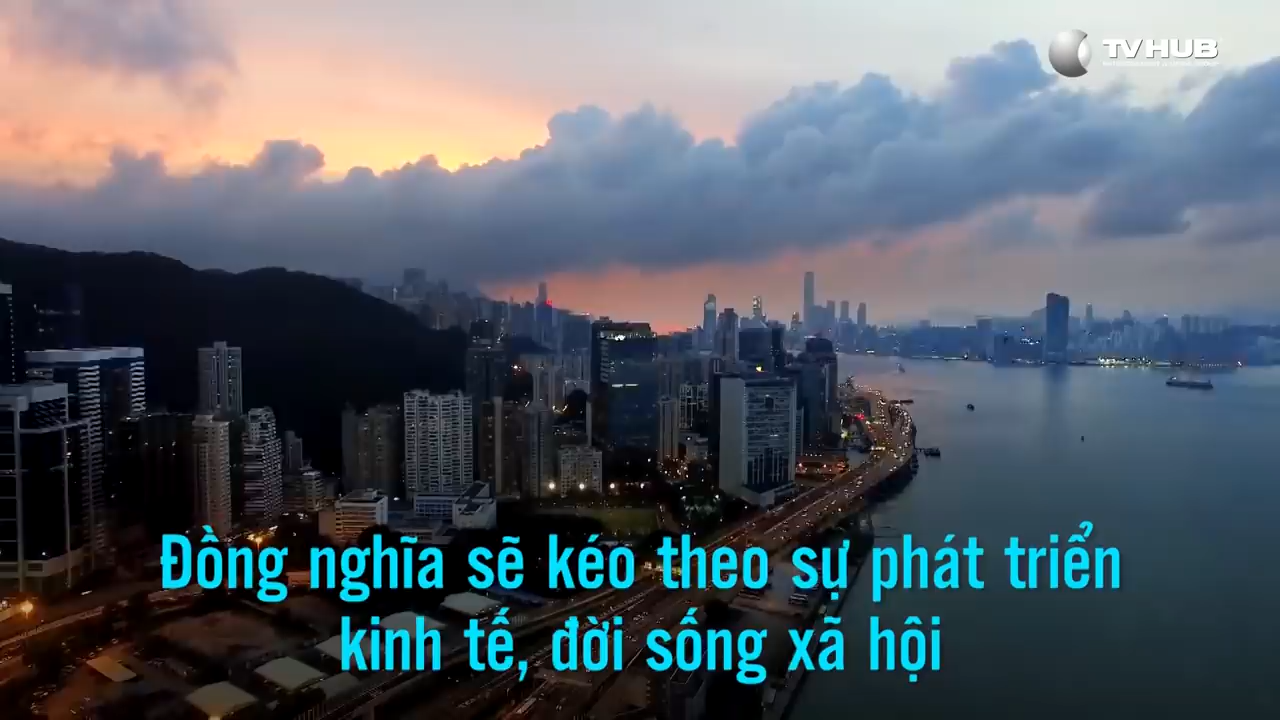 TVHUB
Đồng nghĩa sẽ kéo theo sự phát triển
kinh tế, đời sống xã hội